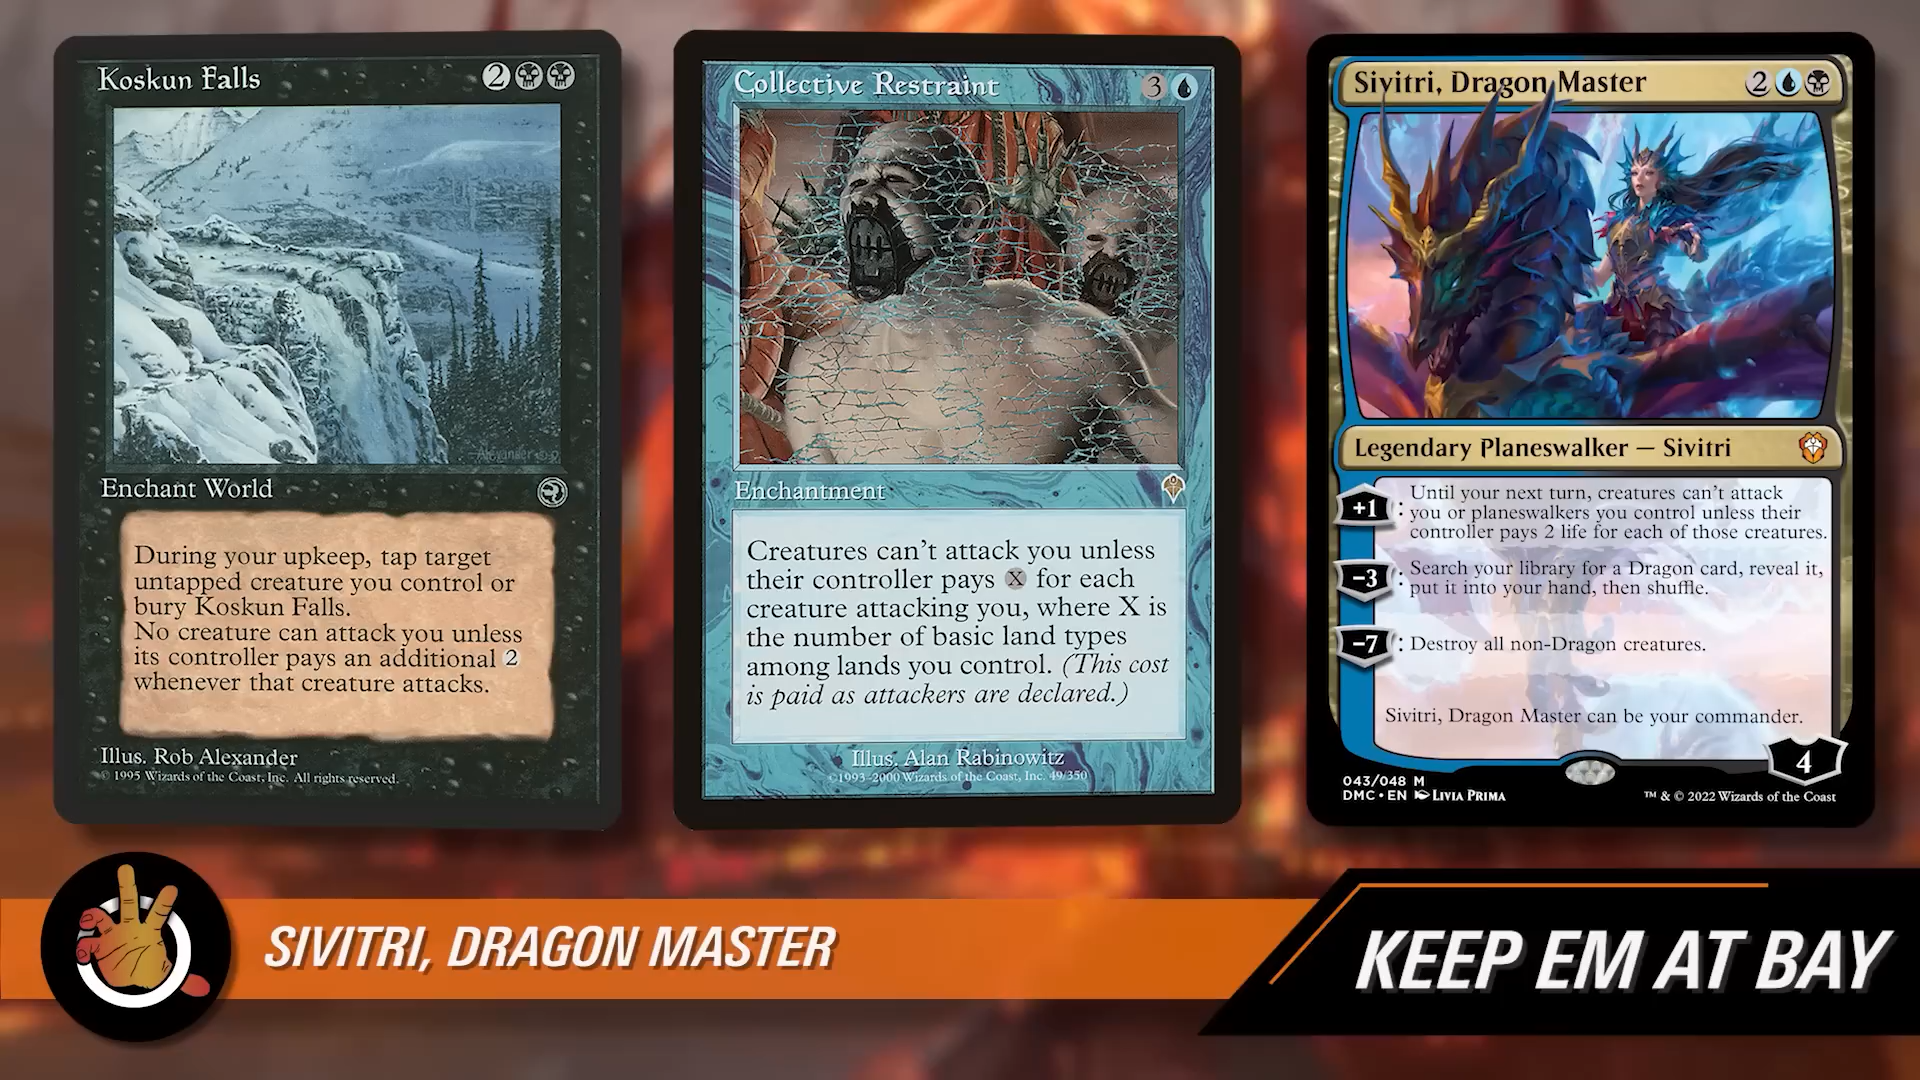 Koskun Falls
2
Enchant World
During your upkeep, tap target
untapped creature you control or
bury Koskun Falls.
No creature can attack you unless
its controller pays an additional 2
whenever that creature attacks.
Illus. Rob Alexander
© 1995 Wizards of the Coast, Inc. All rights reserved.
Collective Restraint
3
Enchantment
Creatures can't attack you unless
their controller pays X for each
creature attacking you, where X is
the number of basic land types
among lands you control. (This cost
is paid as attackers are declared.)
Illus. Alan Rabinowitz
©1993-2000 Wizards of the Coast, Inc. 49/350
Sivitri, Dragon Master
2
Legendary Planeswalker — Sivitri
+1 : Until your next turn, creatures can't attack
you or planeswalkers you control unless their
controller pays 2 life for each of those creatures.
-3 : Search your library for a Dragon card, reveal it,
put it into your hand, then shuffle.
-7 : Destroy all non-Dragon creatures.
Sivitri, Dragon Master can be your commander.
4
043/048 M
DMC • EN Livia Prima
™ & © 2022 Wizards of the Coast
SIVITRI, DRAGON MASTER
KEEP EM AT BAY